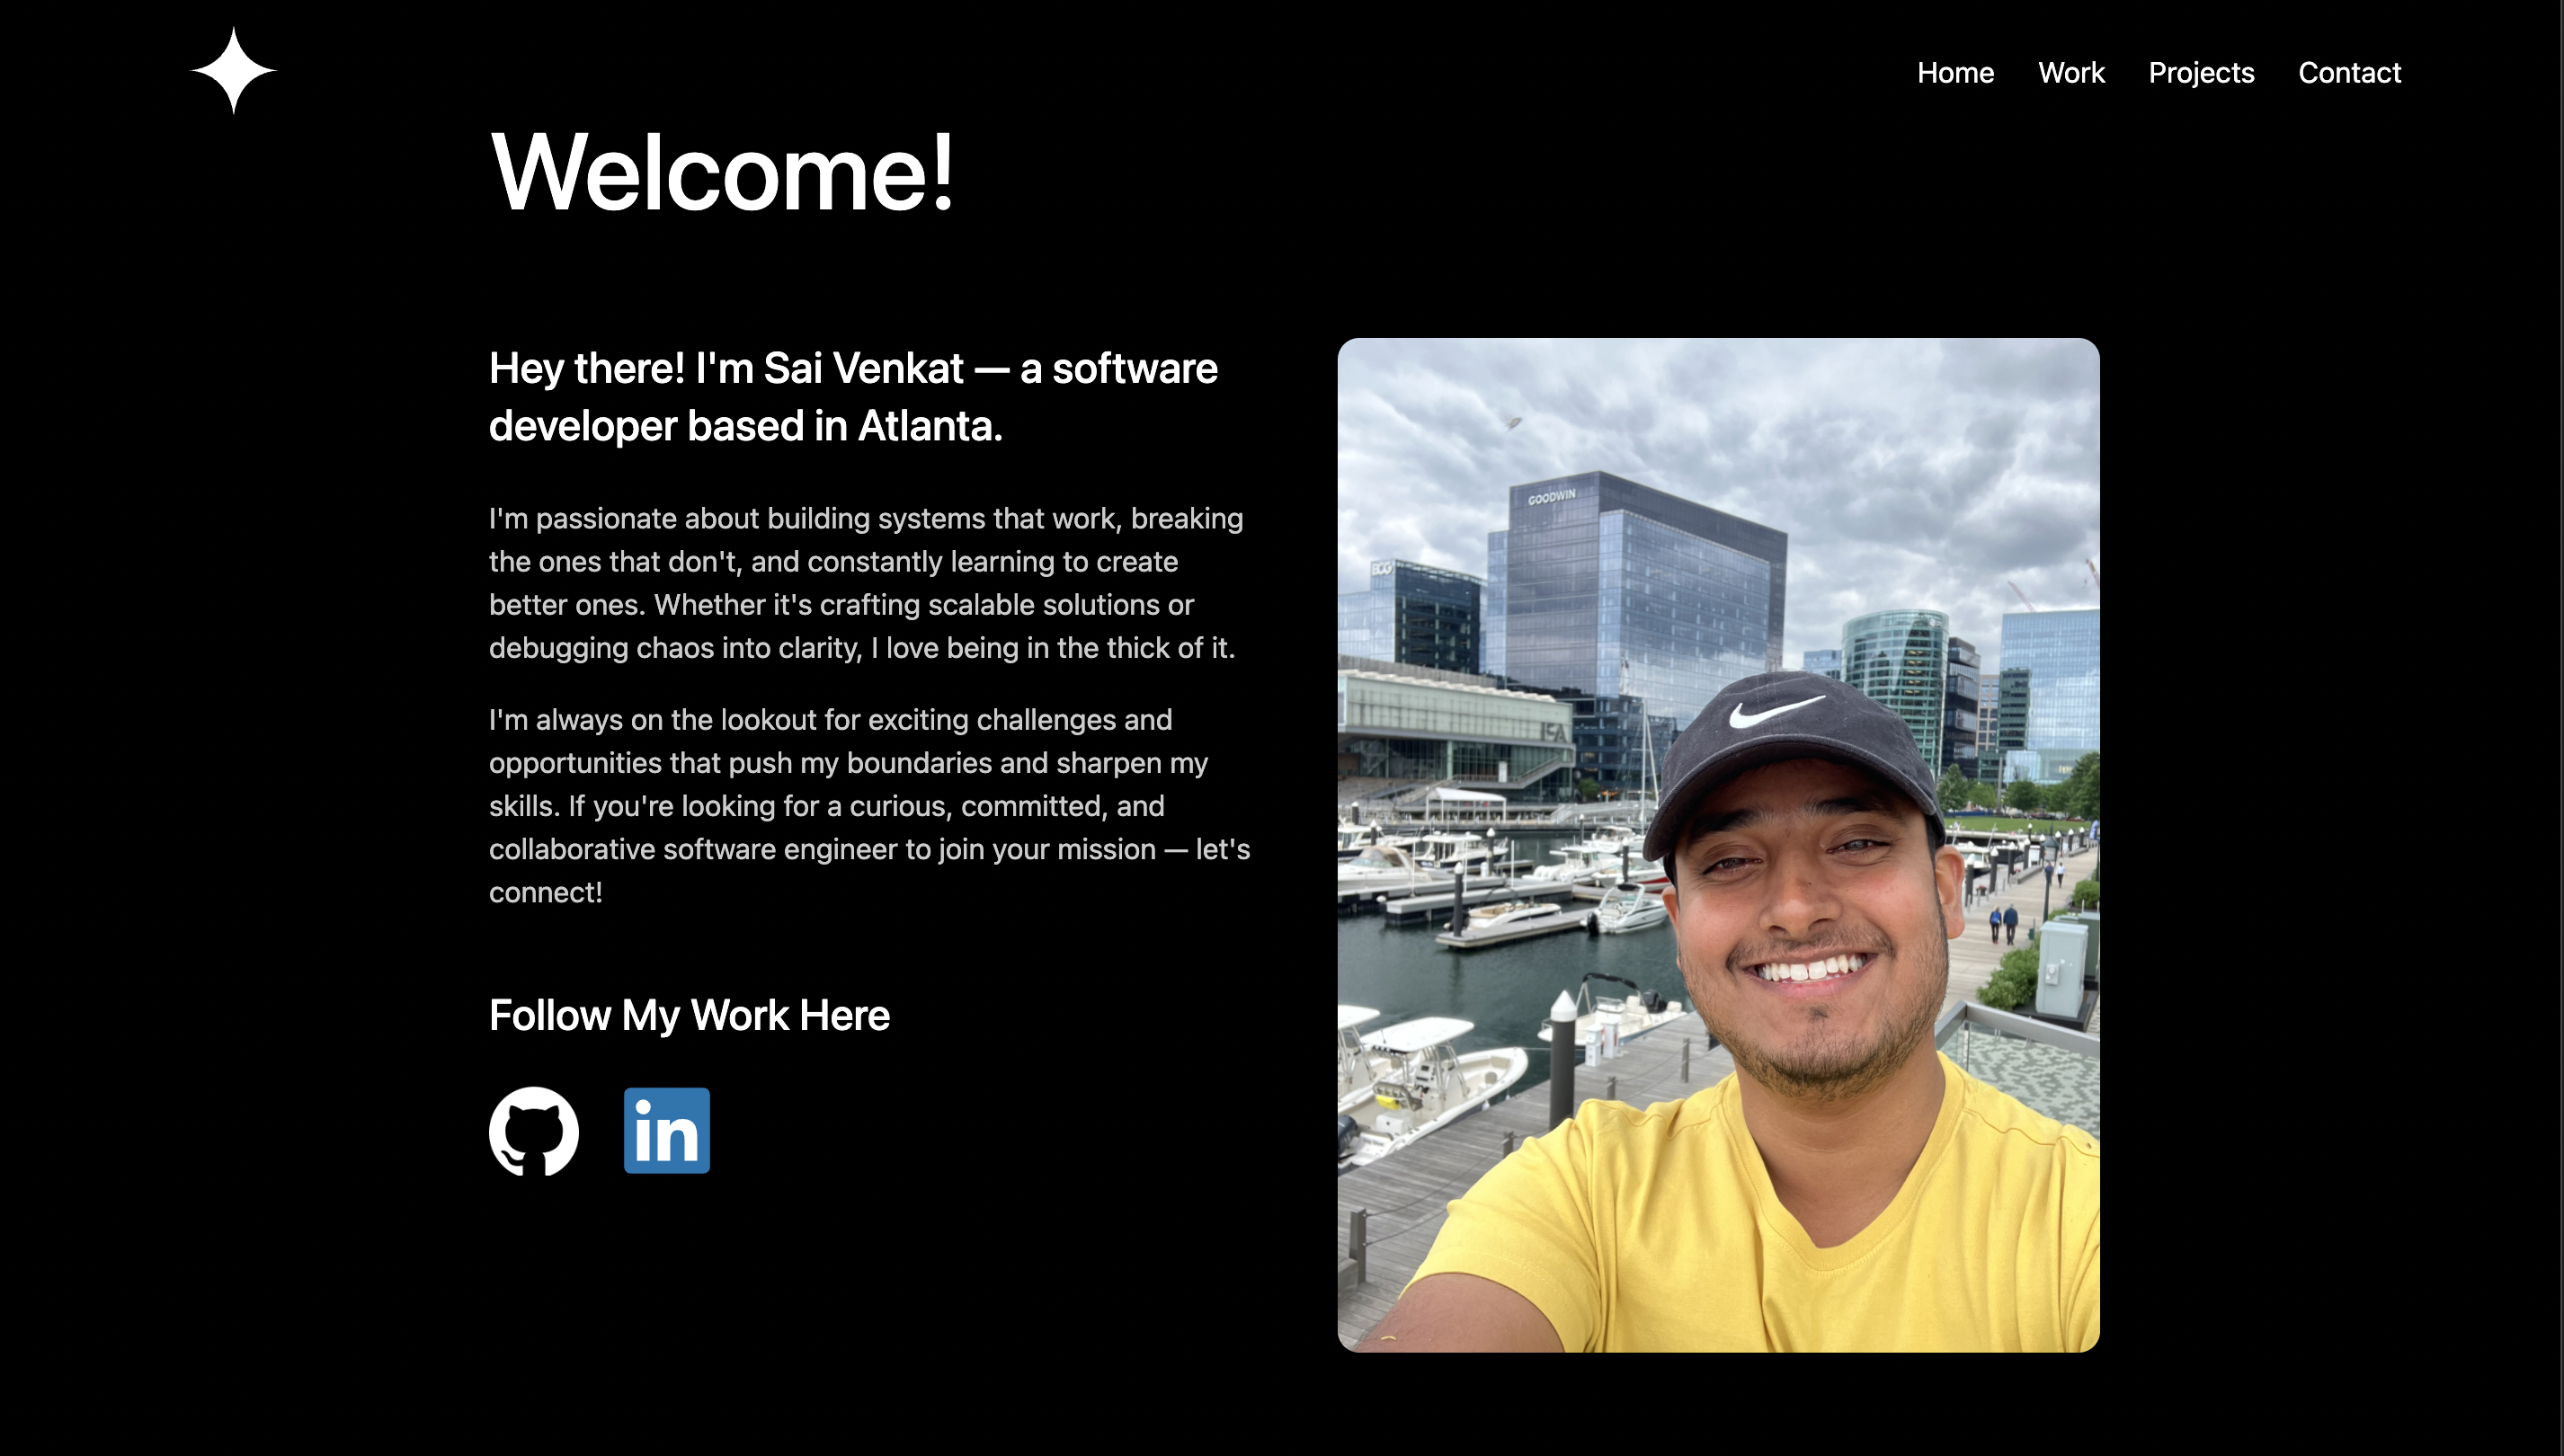 Home Work Projects Contact
Welcome!
Hey there! I'm Sai Venkat — a software
developer based in Atlanta.
I'm passionate about building systems that work, breaking
the ones that don't, and constantly learning to create
better ones. Whether it's crafting scalable solutions or
debugging chaos into clarity, I love being in the thick of it.
I'm always on the lookout for exciting challenges and
opportunities that push my boundaries and sharpen my
skills. If you're looking for a curious, committed, and
collaborative software engineer to join your mission — let's
connect!
Follow My Work Here
in
GOODWIN
BCG
ICA